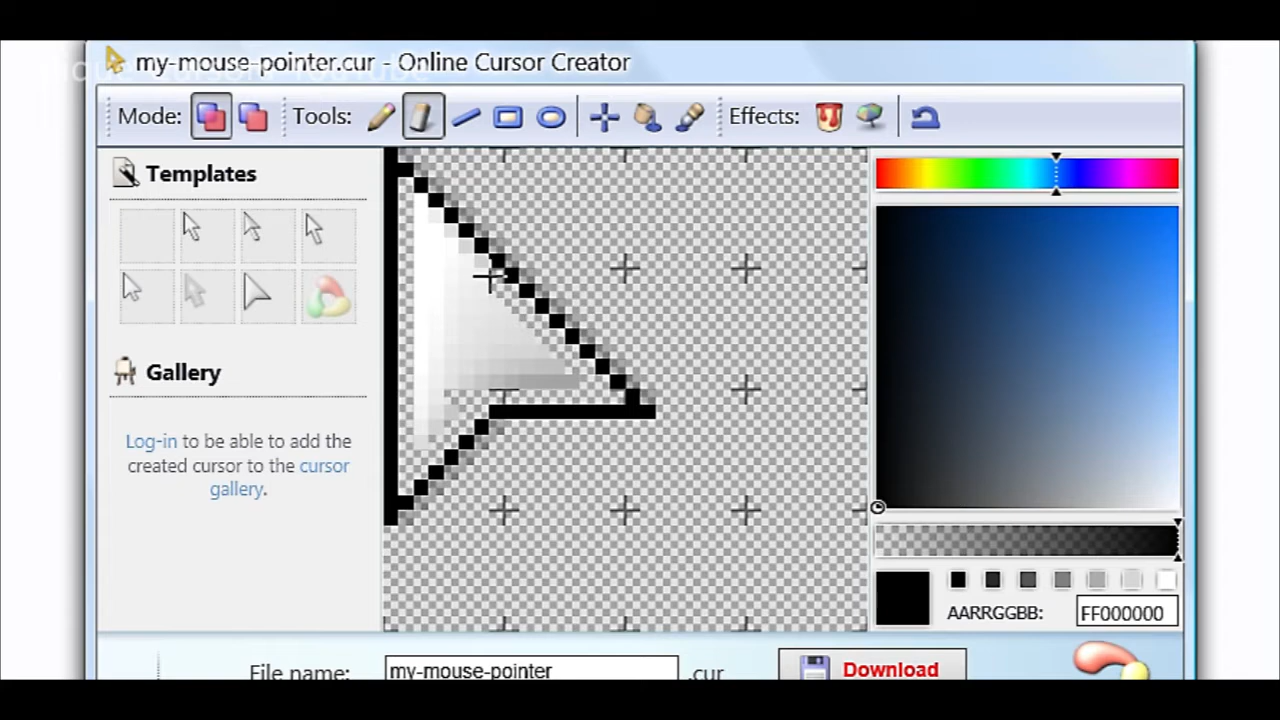 my-mouse-pointer.cur - Online Cursor Creator
Mode: Tools: Effects:
Templates
Gallery
Log-in to be able to add the
created cursor to the cursor
gallery.
AARRGGBB: FF000000
File name: my-mouse-pointer .cur Download